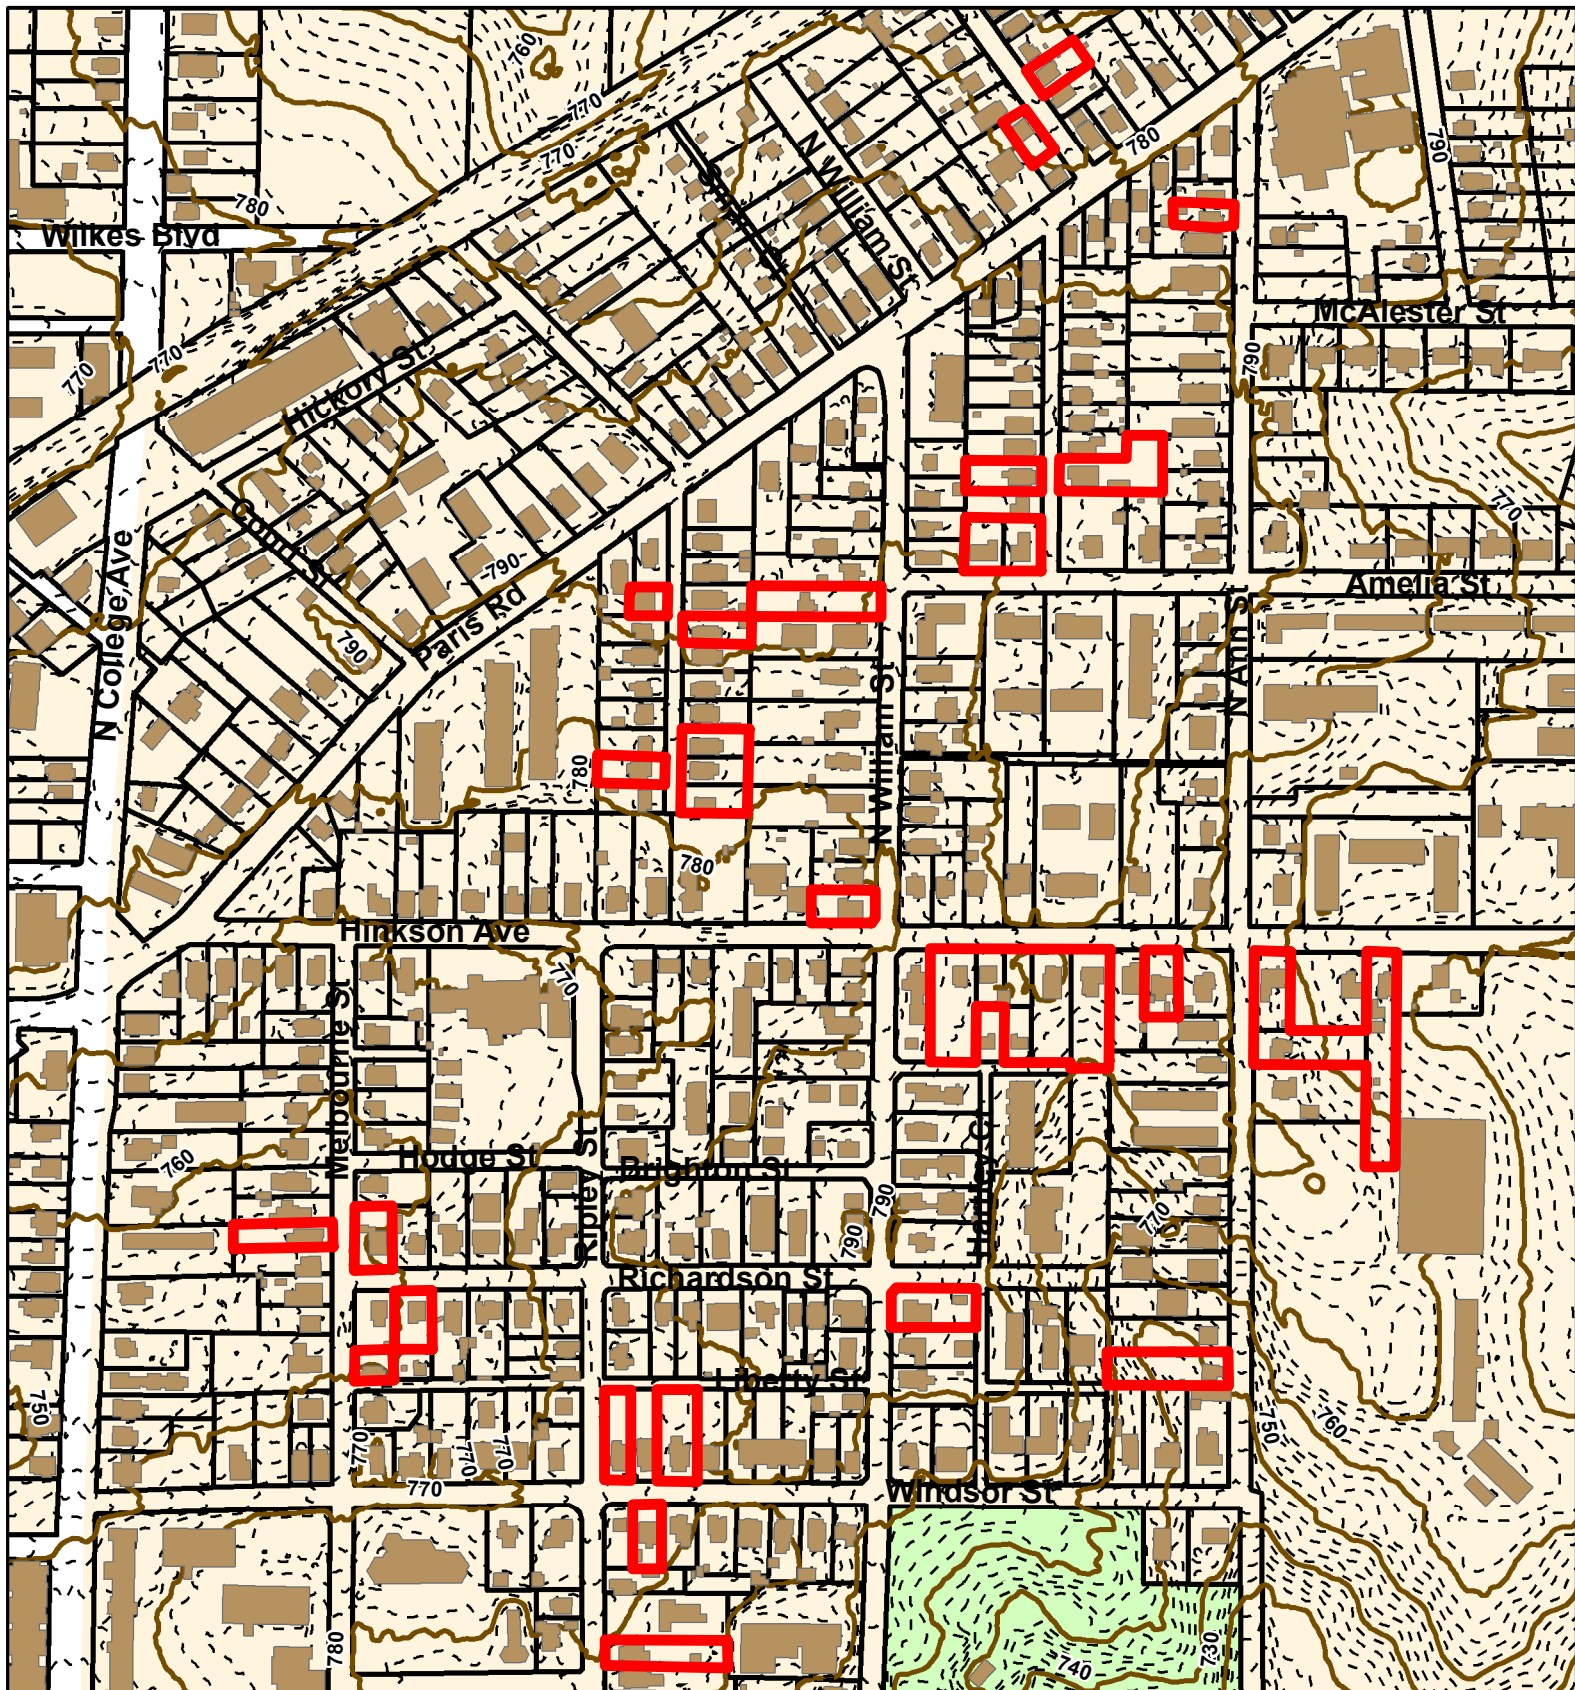 760
770
770
780
790
780
Wilkes Blvd
N William St
McAlester St
770
770
790
Hickory St
770
Cond St
N College Ave
790
Paris Rd
790
Amelia St
N Ann St
N William St
780
780
Hinkson Ave
770
Melbourne St
Hodge St
Ripley St
Brighton St
Hartley Ct
760
790
790
770
Richardson St
Liberty St
750
770
770
770
750
760
770
Windsor St
780
740
730